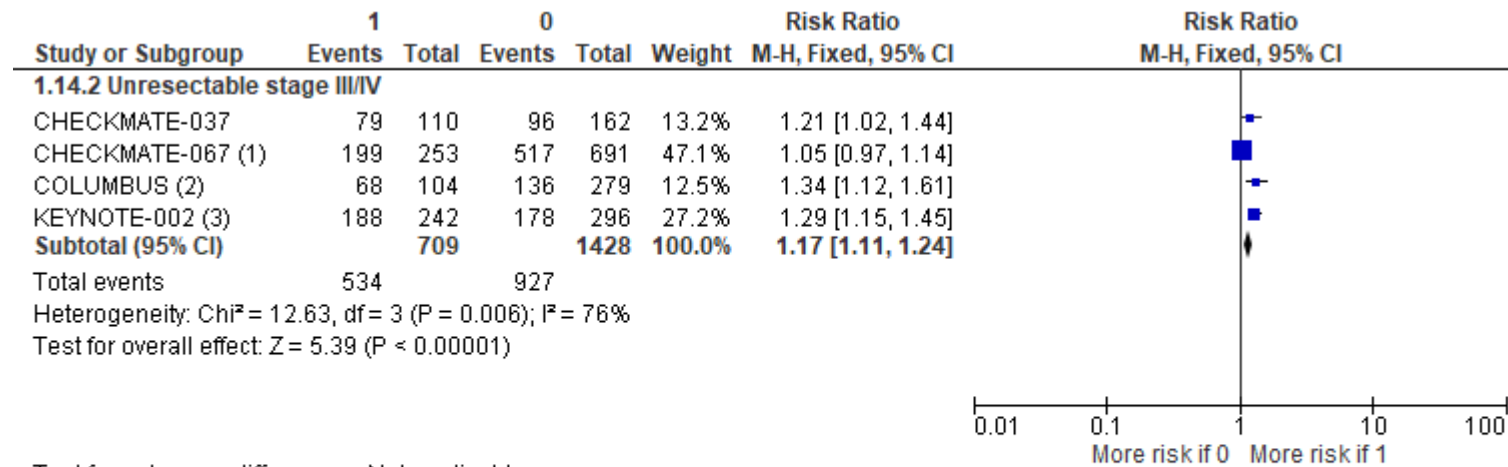 1 0 Risk Ratio Risk Ratio
Study or Subgroup Events Total Events Total Weight M-H, Fixed, 95% CI M-H, Fixed, 95% CI
1.14.2 Unresectable stage III/IV
CHECKMATE-037 79 110 96 162 13.2% 1.21 [1.02, 1.44]
CHECKMATE-067 (1) 199 253 517 691 47.1% 1.05 [0.97, 1.14]
COLUMBUS (2) 68 104 136 279 12.5% 1.34 [1.12, 1.61]
KEYNOTE-002 (3) 188 242 178 296 27.2% 1.29 [1.15, 1.45]
Subtotal (95% CI) 709 1428 100.0% 1.17 [1.11, 1.24]
Total events 534 927
Heterogeneity: Chi² = 12.63, df = 3 (P = 0.006); I² = 76%
Test for overall effect: Z = 5.39 (P < 0.00001)
0.01 0.1 1 10 100
More risk if 0 More risk if 1